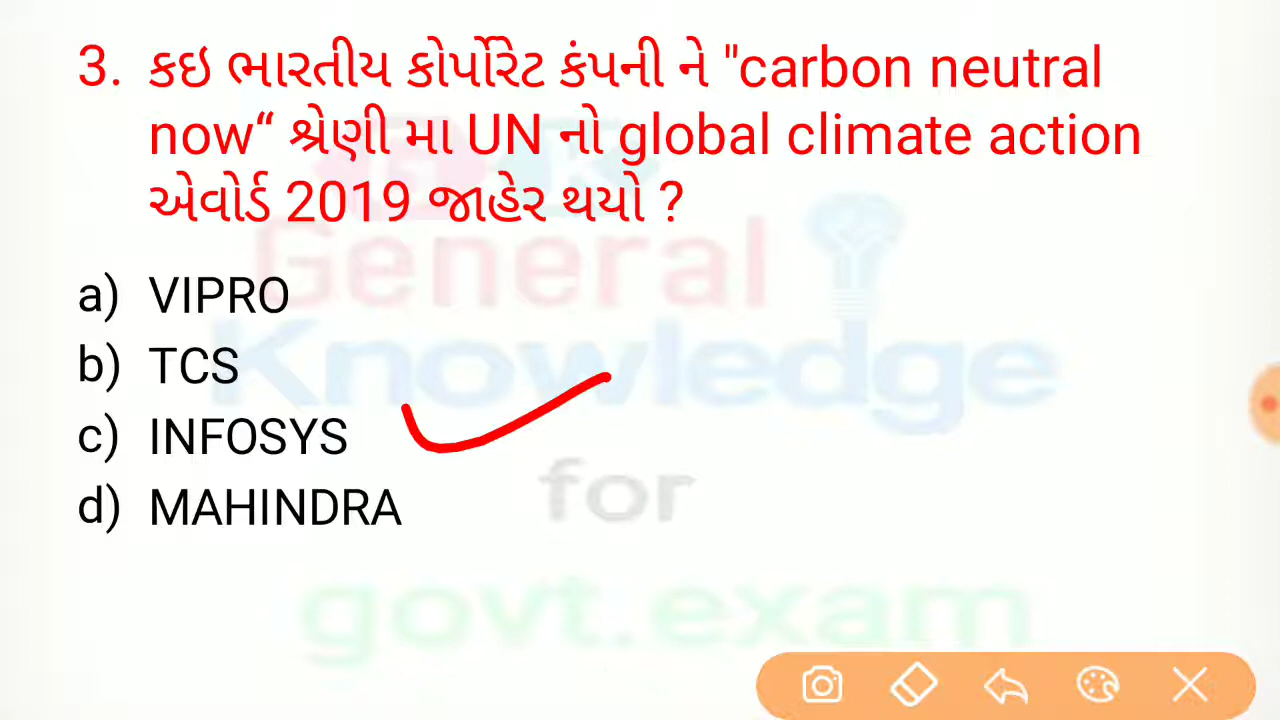 3. કઇ ભારતીય કોર્પોરેટ કંપની ને "carbon neutral
now“ શ્રેણી મા UN નો global climate action
એવોર્ડ 2019 જાહેર થયો ?
a) VIPRO
b) TCS
c) INFOSYS
d) MAHINDRA
General
Knowledge
for
govt.exam